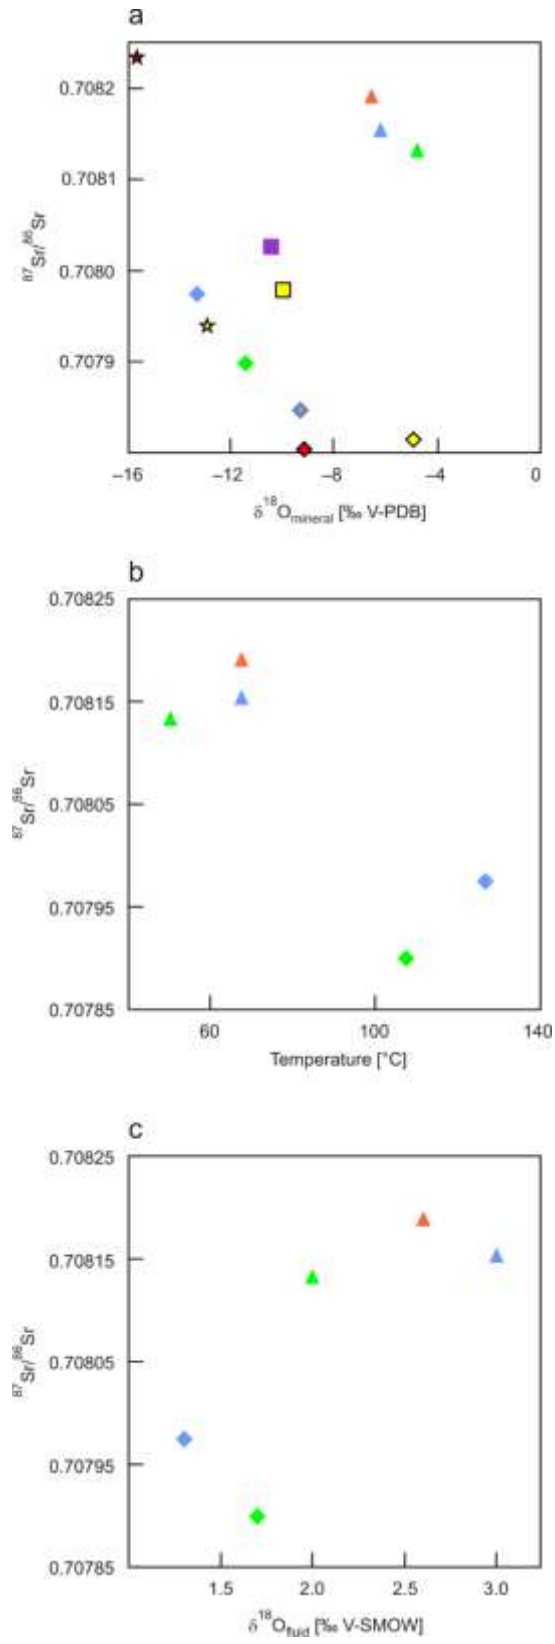 a
0.7082
0.7081
0.7080
0.7079
⁸⁷Sr/⁸⁶Sr
−16
−12
−8
−4
0
δ¹⁸Omineral [‰ V-PDB]
b
0.70825
0.70815
0.70805
0.70795
0.70785
⁸⁷Sr/⁸⁶Sr
60
100
140
Temperature [°C]
c
0.70825
0.70815
0.70805
0.70795
0.70785
⁸⁷Sr/⁸⁶Sr
1.5
2.0
2.5
3.0
δ¹⁸Ofluid [‰ V-SMOW]